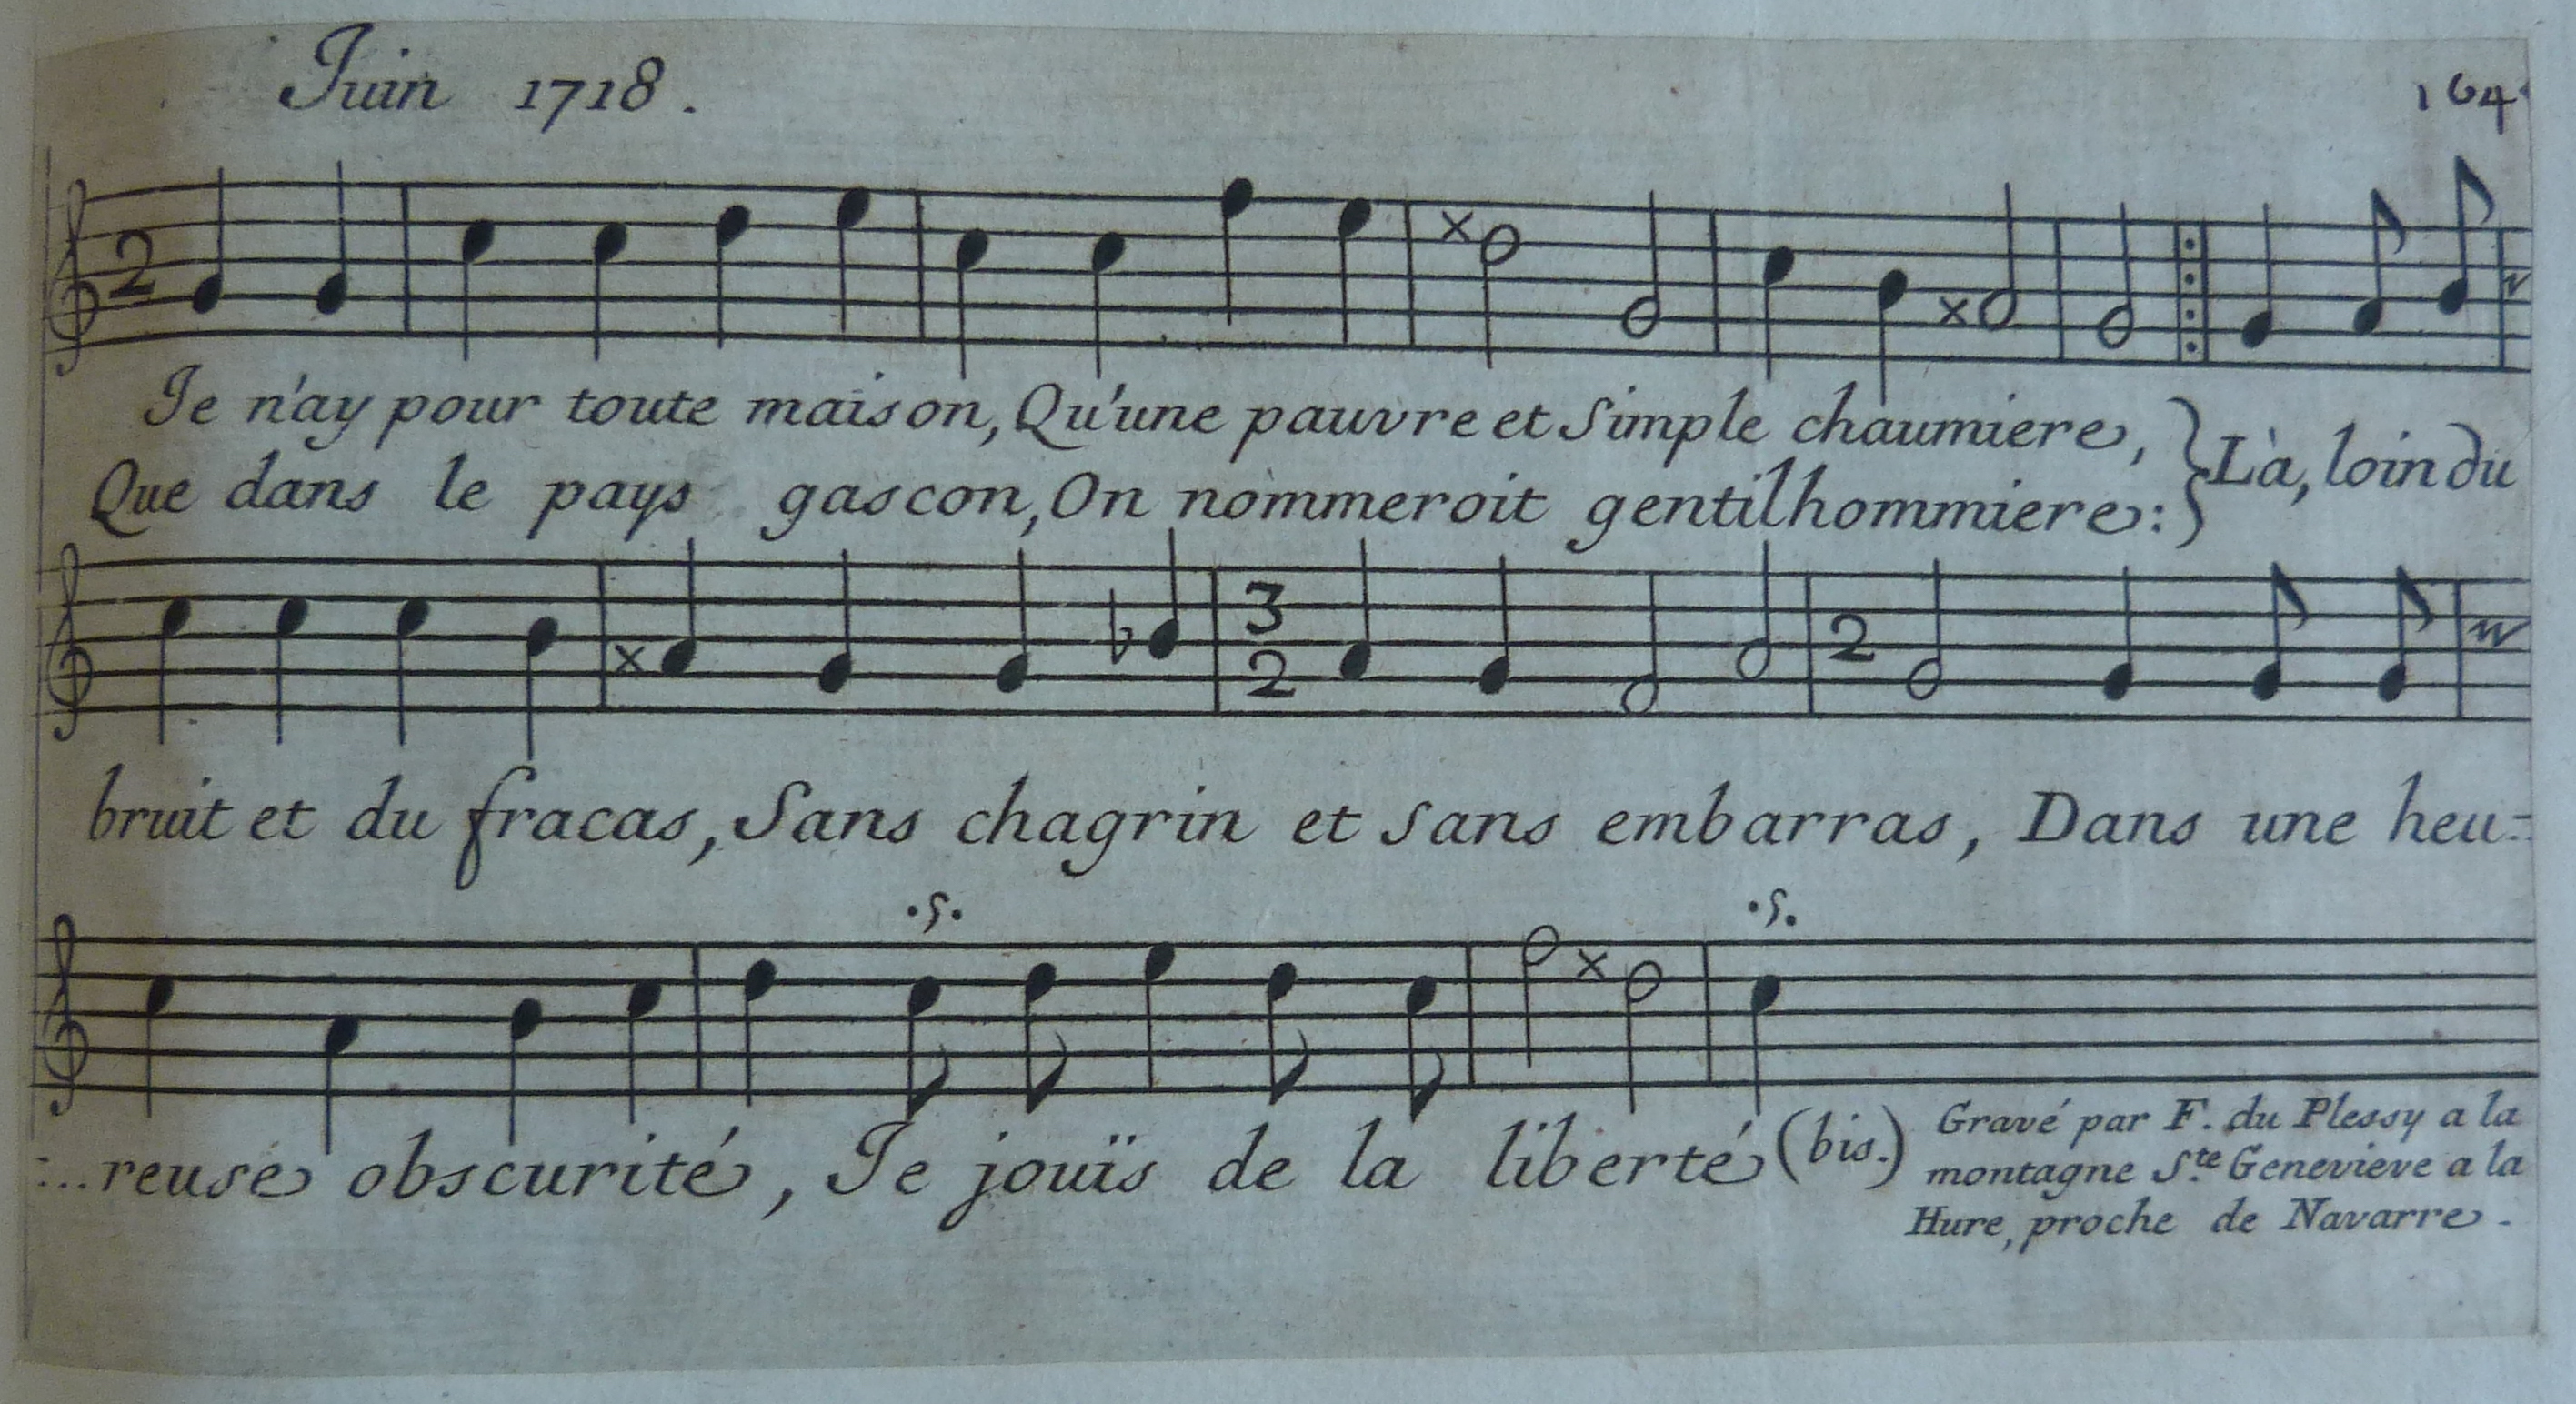 Juin 1718.
164
2
Je n'ay pour toute maison, Qu'une pauvre et Simple chaumiere,
Que dans le pays gascon, On nommeroit gentilhommiere:
Là, loin du
3
2
2
bruit et du fracas, Sans chagrin et sans embarras, Dans une heu-
.S. .S.
...reuse obscurité, Je jouïs de la liberté (bis.)
Gravé par F. du Plessy a la
montagne Ste. Genevieve a la
Hure, proche de Navarre.